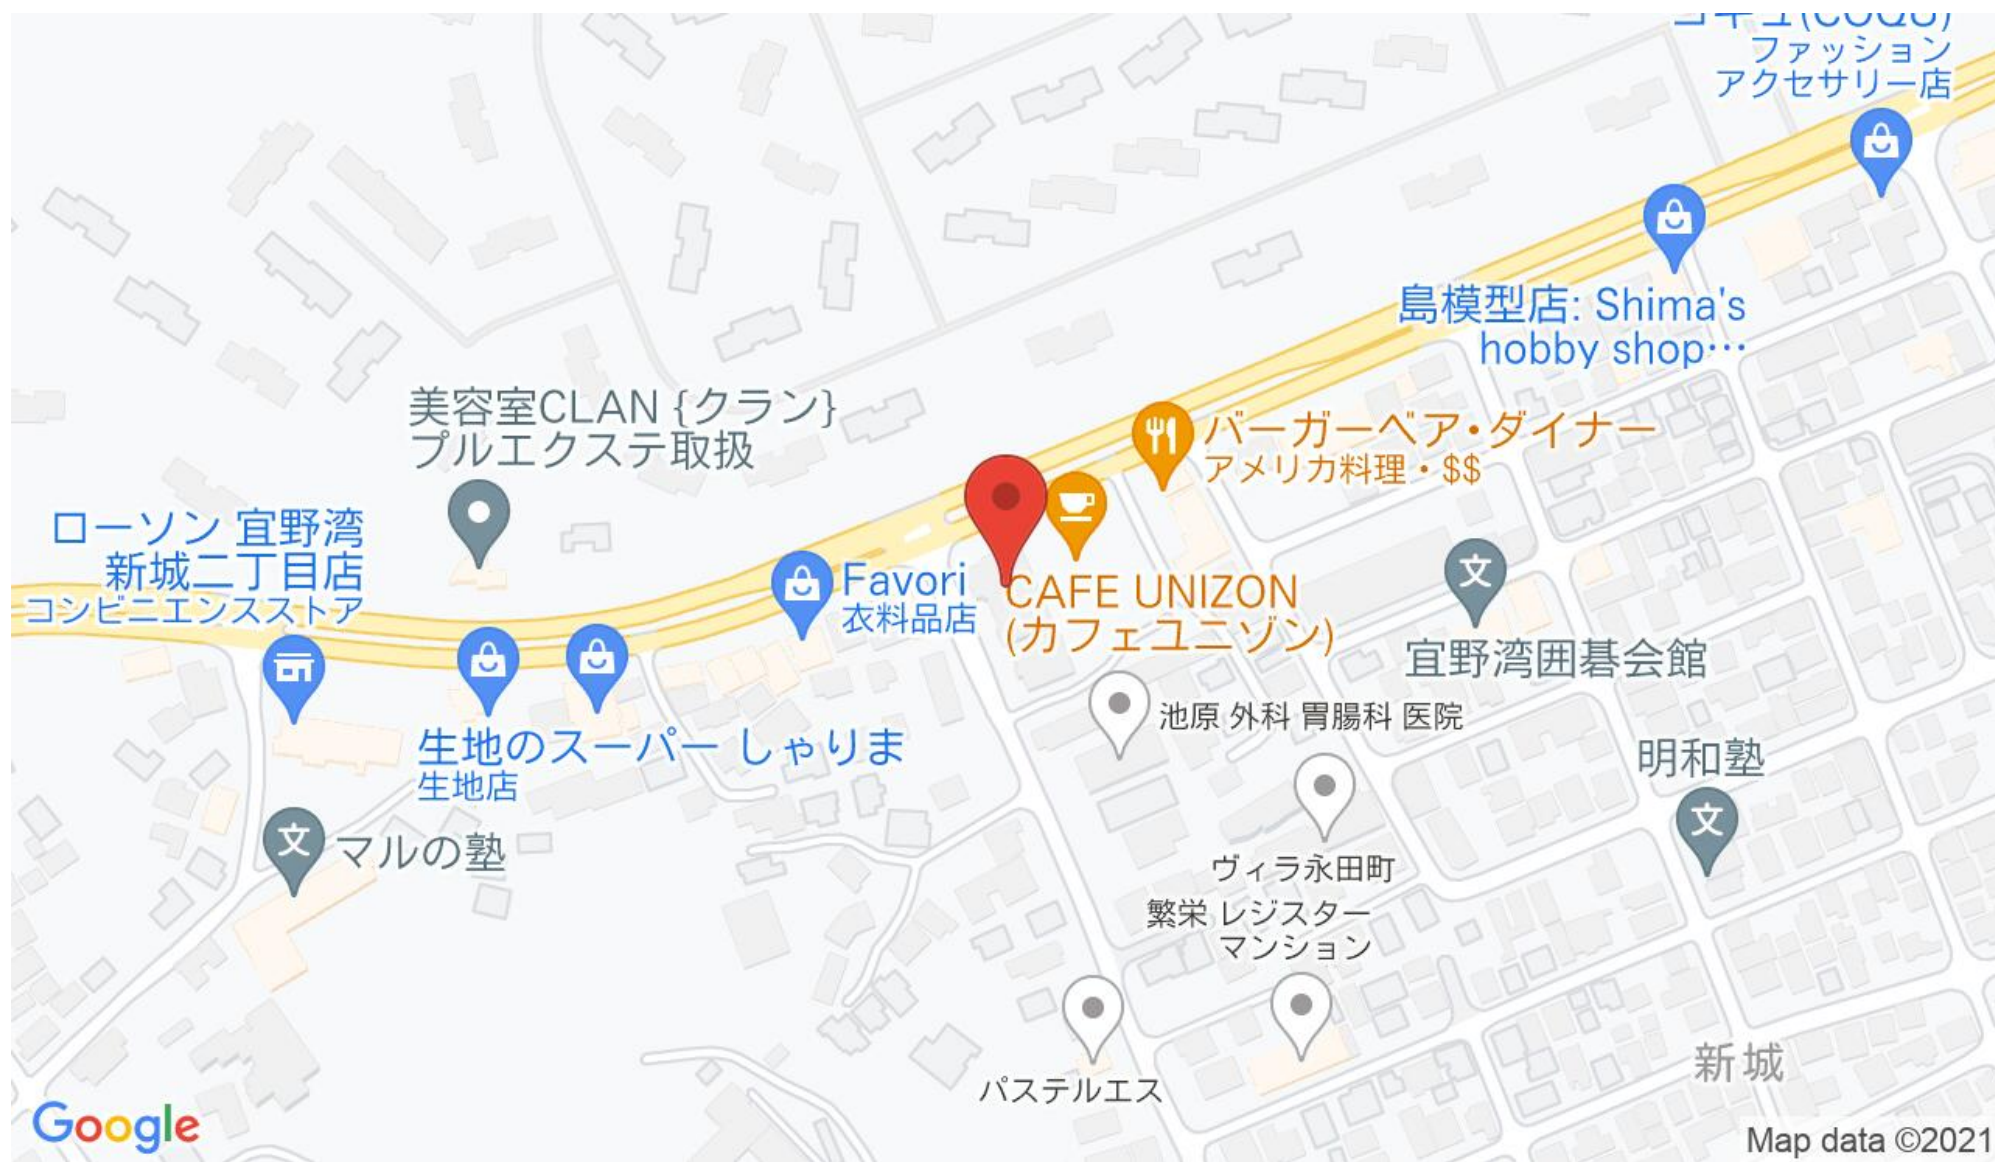 コキュ(COQU)
ファッション
アクセサリー店
島模型店: Shima's
hobby shop…
美容室CLAN {クラン}
プルエクステ取扱
バーガーベア・ダイナー
アメリカ料理・$$
ローソン 宜野湾
新城二丁目店
コンビニエンスストア
Favori
衣料品店
CAFE UNIZON
(カフェユニゾン)
文
宜野湾囲碁会館
池原 外科 胃腸科 医院
生地のスーパー しゃりま
生地店
明和塾
文
文
マルの塾
ヴィラ永田町
繁栄 レジスター
マンション
パステルエス
新城
Google
Map data ©2021